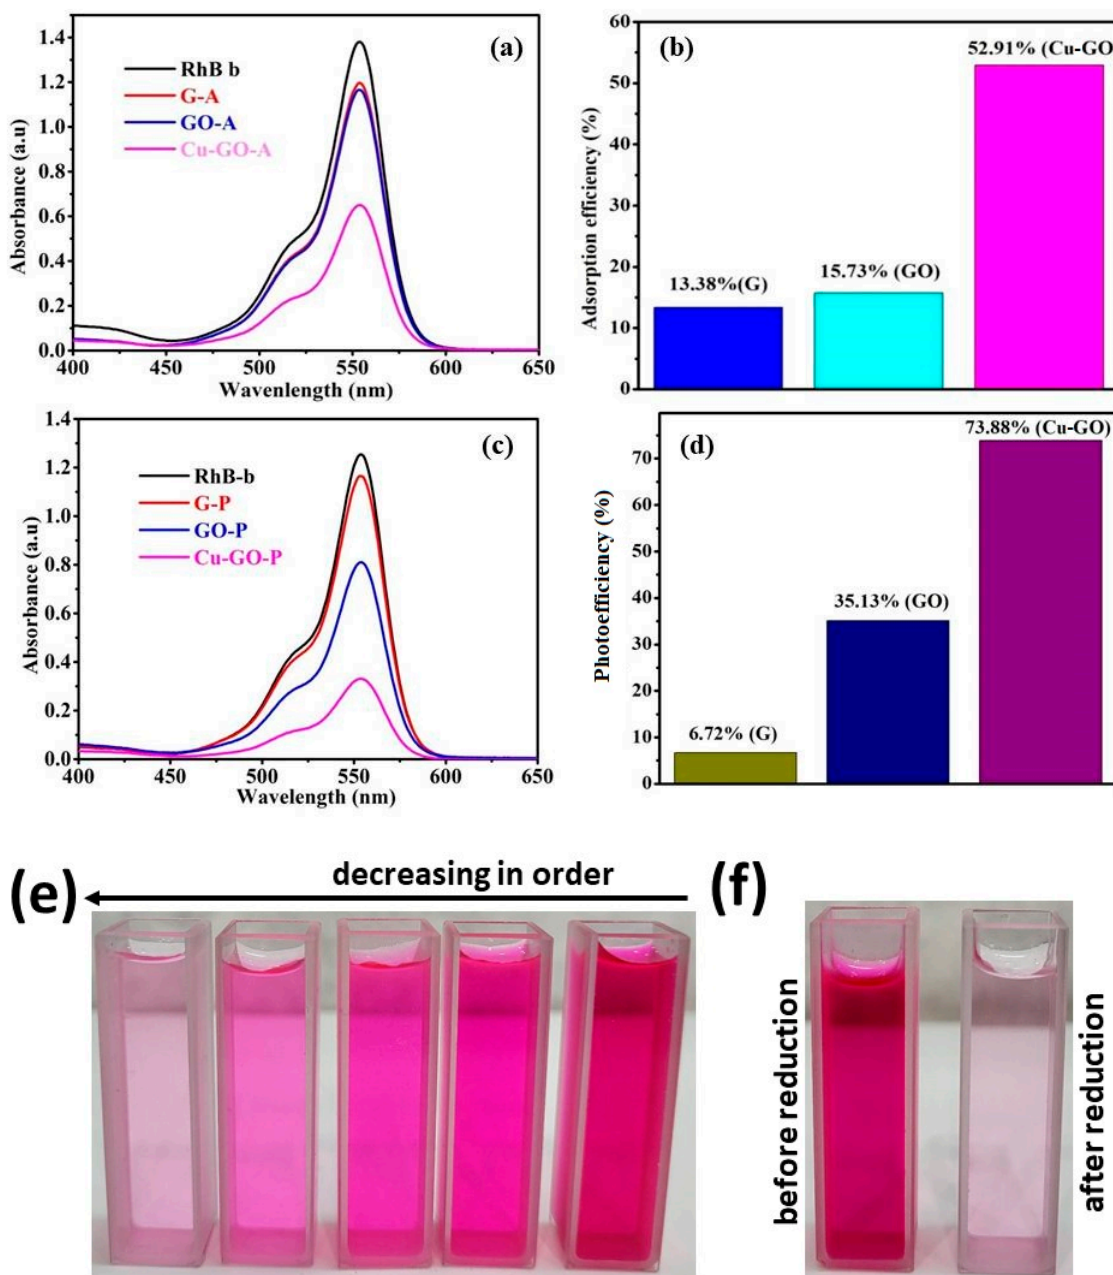 (a)
RhB b
G-A
GO-A
Cu-GO-A
Absorbance (a.u)
1.4
1.2
1.0
0.8
0.6
0.4
0.2
0.0
400 450 500 550 600 650
Wavenlength (nm)
(b)
Adsorption efficiency (%)
60
50
40
30
20
10
0
13.38%(G)
15.73% (GO)
52.91% (Cu-GO
(c)
RhB-b
G-P
GO-P
Cu-GO-P
Absorbance (a.u)
1.4
1.2
1.0
0.8
0.6
0.4
0.2
0.0
400 450 500 550 600 650
Wavelength (nm)
(d)
Photoefficiency (%)
70
60
50
40
30
20
10
0
6.72% (G)
35.13% (GO)
73.88% (Cu-GO)
(e)
decreasing in order
(f)
before reduction
after reduction